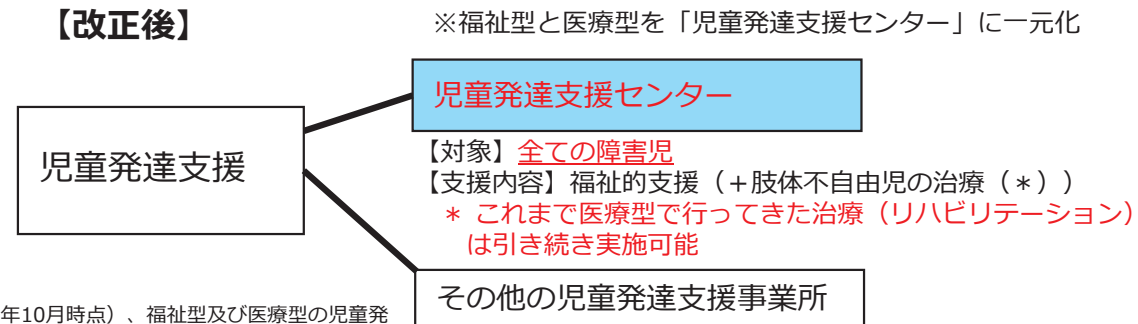 【改正後】
※福祉型と医療型を「児童発達支援センター」に一元化
児童発達支援センター
児童発達支援
【対象】全ての障害児
【支援内容】福祉的支援（＋肢体不自由児の治療（＊））
＊ これまで医療型で行ってきた治療（リハビリテーション）
は引き続き実施可能
その他の児童発達支援事業所
年10月時点）、福祉型及び医療型の児童発